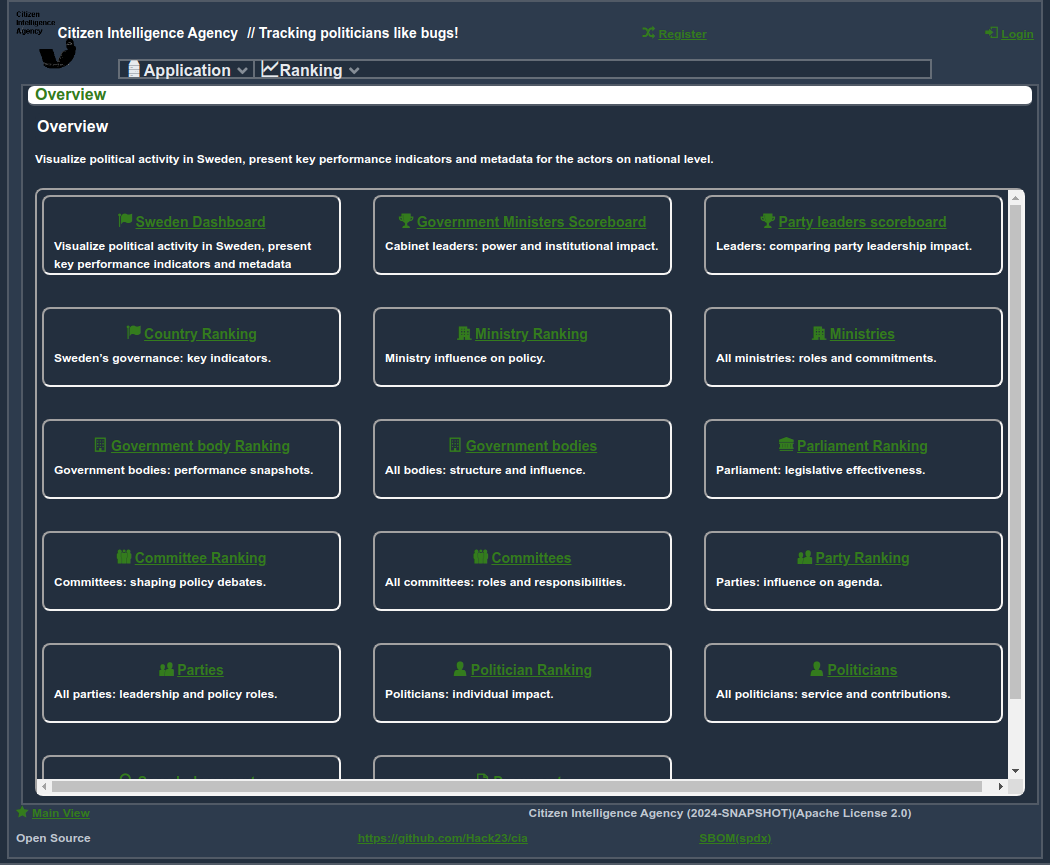 Citizen
Intelligence
Agency
Citizen Intelligence Agency // Tracking politicians like bugs!
Register
Login
Application
Ranking
Overview
Overview
Visualize political activity in Sweden, present key performance indicators and metadata for the actors on national level.
Sweden Dashboard
Visualize political activity in Sweden, present
key performance indicators and metadata
Government Ministers Scoreboard
Cabinet leaders: power and institutional impact.
Party leaders scoreboard
Leaders: comparing party leadership impact.
Country Ranking
Sweden's governance: key indicators.
Ministry Ranking
Ministry influence on policy.
Ministries
All ministries: roles and commitments.
Government body Ranking
Government bodies: performance snapshots.
Government bodies
All bodies: structure and influence.
Parliament Ranking
Parliament: legislative effectiveness.
Committee Ranking
Committees: shaping policy debates.
Committees
All committees: roles and responsibilities.
Party Ranking
Parties: influence on agenda.
Parties
All parties: leadership and policy roles.
Politician Ranking
Politicians: individual impact.
Politicians
All politicians: service and contributions.
Main View
Citizen Intelligence Agency (2024-SNAPSHOT)(Apache License 2.0)
Open Source
https://github.com/Hack23/cia
SBOM(spdx)